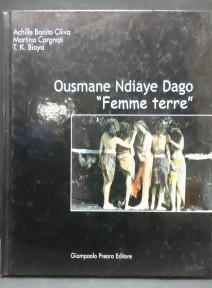 Achille Bonito Oliva
Martina Corgnati
T. K. Biaya
Ousmane Ndiaye Dago
"Femme terre"
Giampaolo Prearo Editore